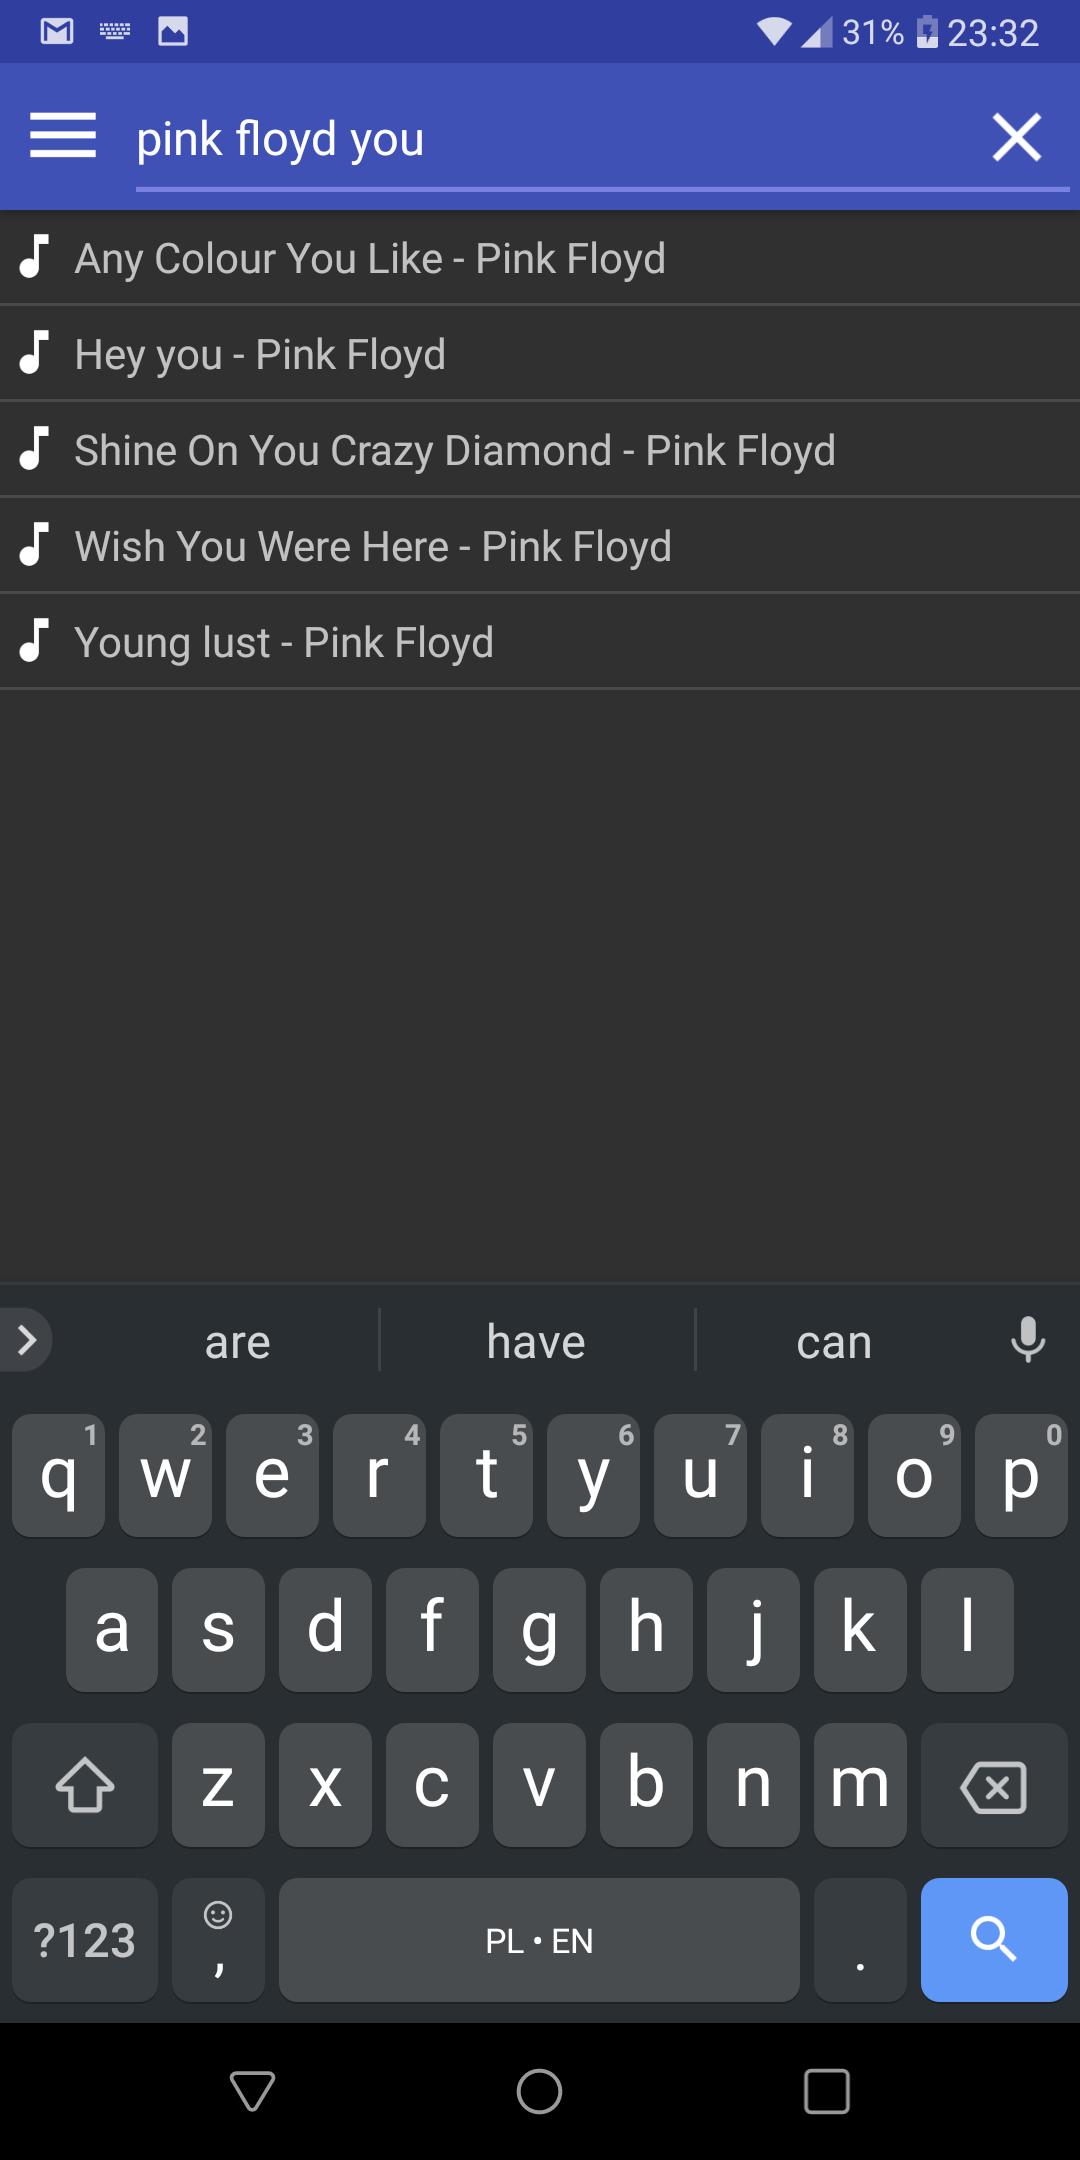 31% 23:32
pink floyd you
Any Colour You Like - Pink Floyd
Hey you - Pink Floyd
Shine On You Crazy Diamond - Pink Floyd
Wish You Were Here - Pink Floyd
Young lust - Pink Floyd
are have can
1 2 3 4 5 6 7 8 9 0
q w e r t y u i o p
a s d f g h j k l
z x c v b n m
?123 , PL • EN .